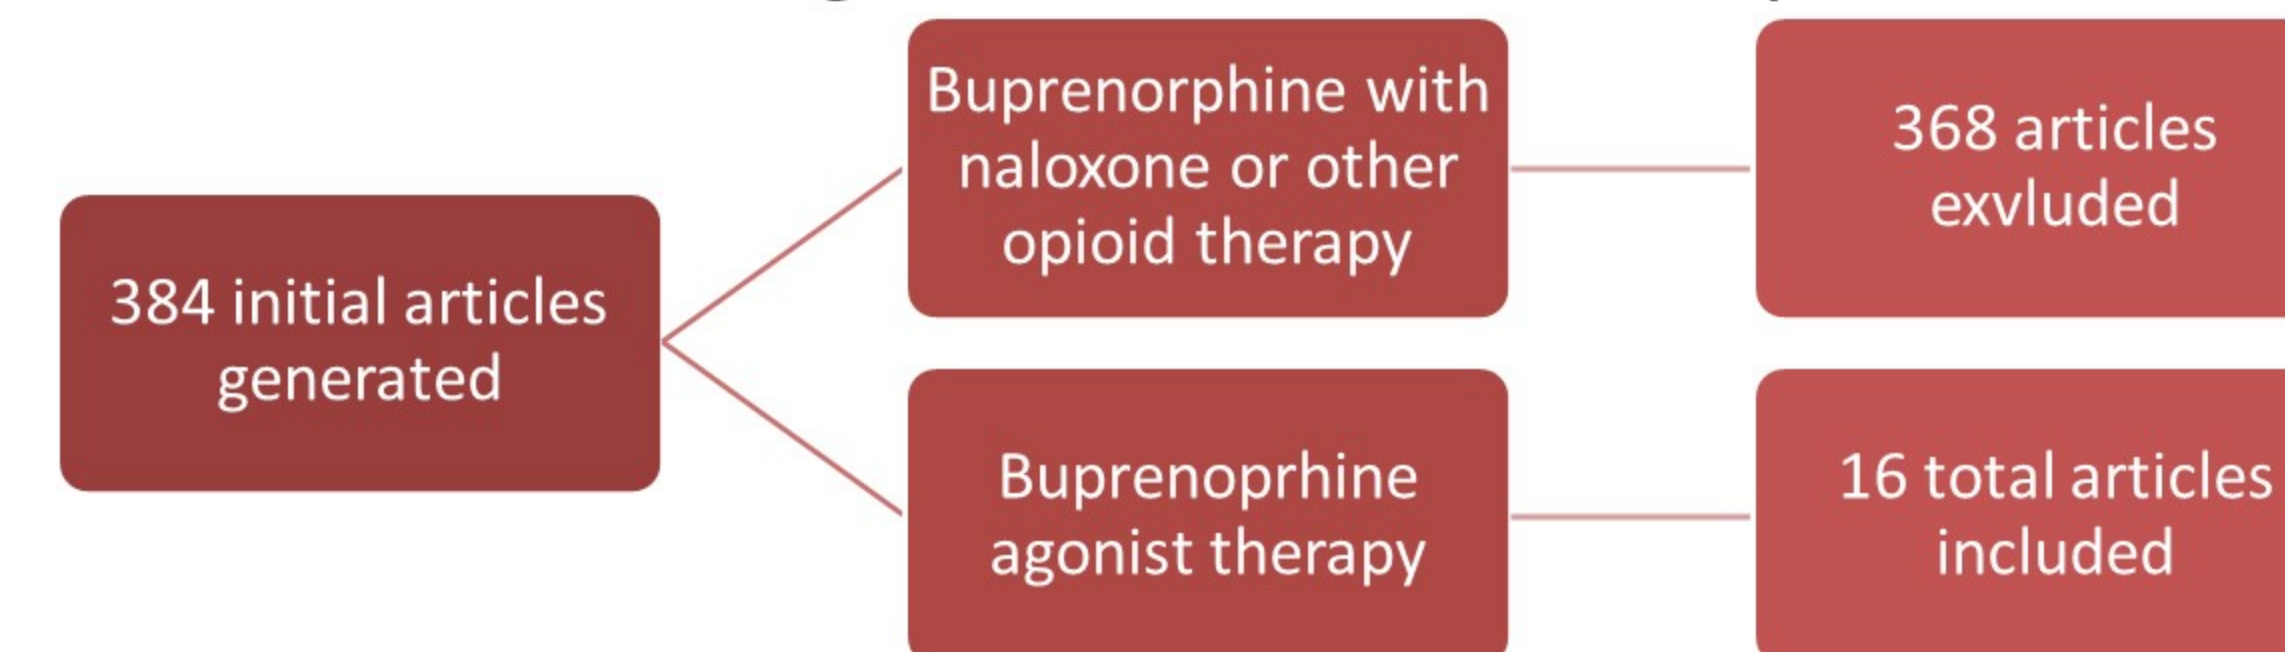 384 initial articles
generated
Buprenorphine with
naloxone or other
opioid therapy
368 articles
exvluded
Buprenoprhine
agonist therapy
16 total articles
included